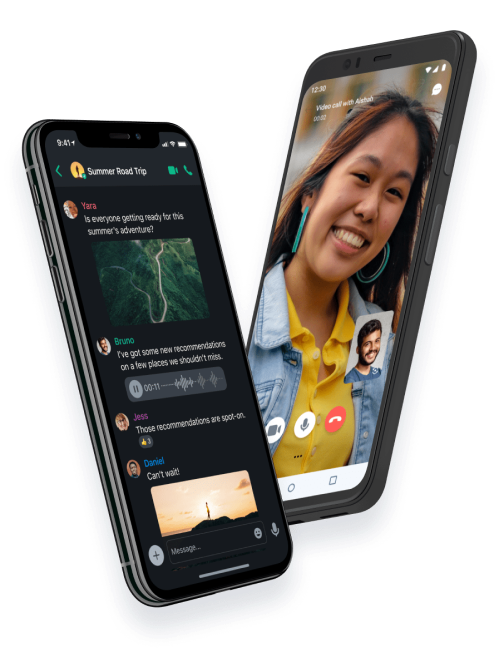 9:41
Summer Road Trip
Yara
Is everyone getting ready for this
summer's adventure?
Bruno
I've got some new recommendations
on a few places we shouldn't miss.
00:11
Jess
Those recommendations are spot-on.
👍3
Daniel
Can't wait!
Message...
12:30
Video call with Aishah
00:02